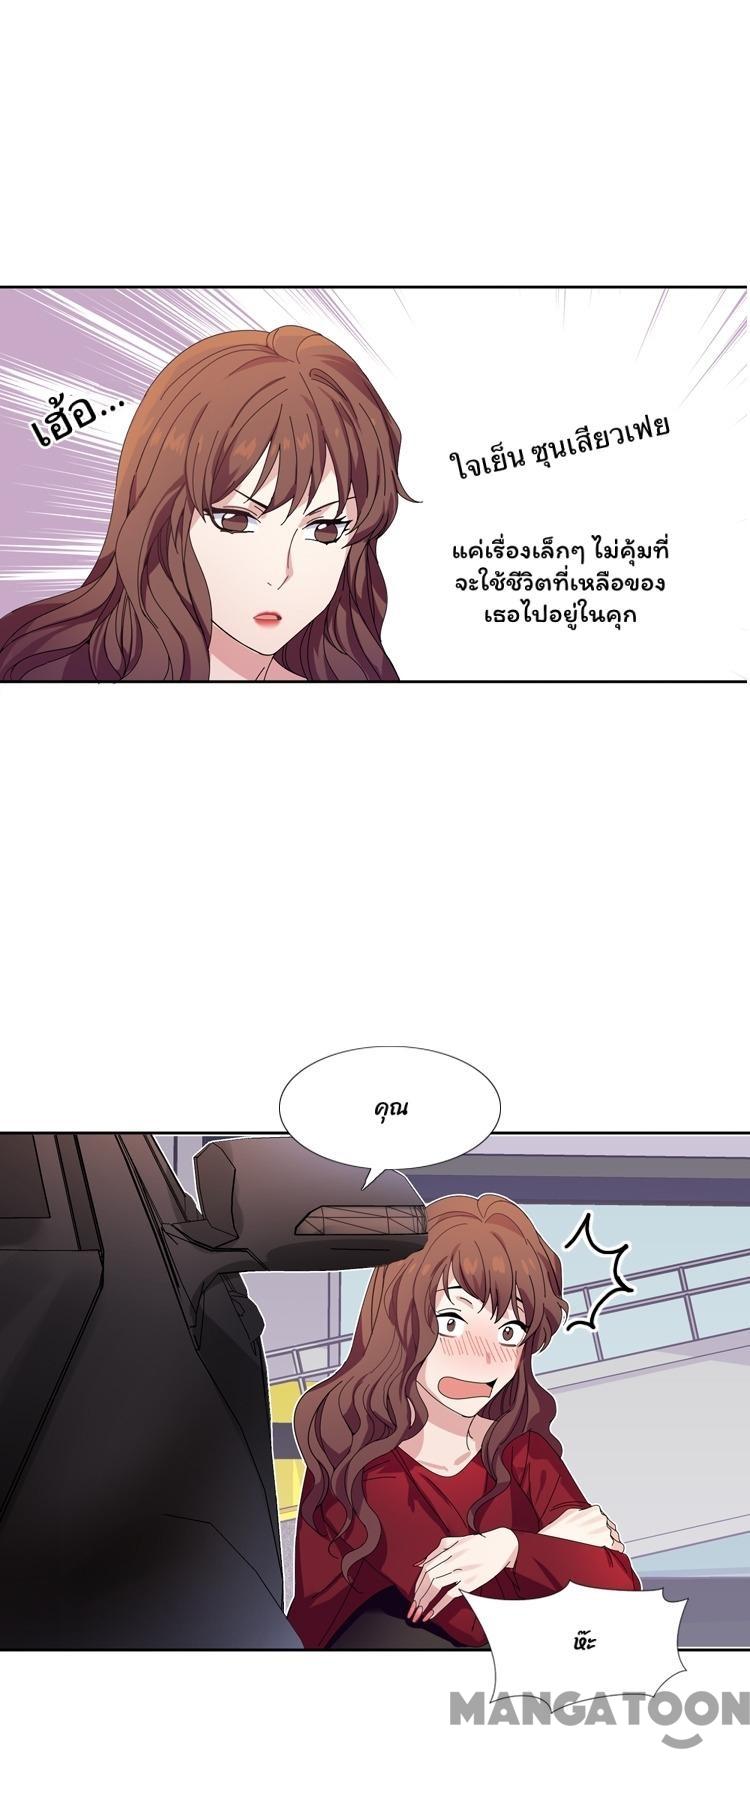 เฮ้อ...
ใจเย็น ซุนเสียวเฟย
แค่เรื่องเล็กๆ ไม่คุ้มที่
จะใช้ชีวิตที่เหลือของ
เธอไปอยู่ในคุก
คุณ
ห๊ะ
MANGATOON